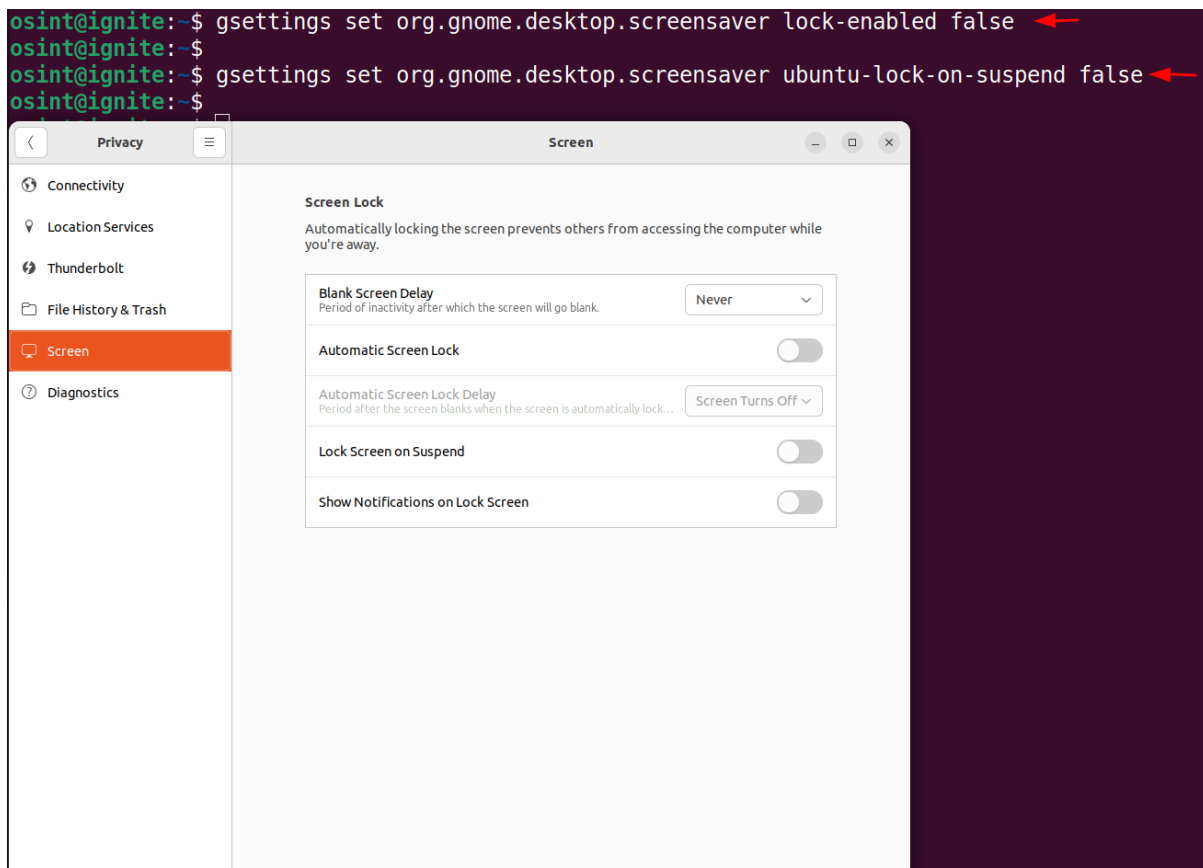 osint@ignite:~$ gsettings set org.gnome.desktop.screensaver lock-enabled false
osint@ignite:~$
osint@ignite:~$ gsettings set org.gnome.desktop.screensaver ubuntu-lock-on-suspend false
osint@ignite:~$
Privacy
Screen
Connectivity
Location Services
Thunderbolt
File History & Trash
Screen
Diagnostics
Screen Lock
Automatically locking the screen prevents others from accessing the computer while
you're away.
Blank Screen Delay
Period of inactivity after which the screen will go blank.
Never
Automatic Screen Lock
Automatic Screen Lock Delay
Period after the screen blanks when the screen is automatically lock...
Screen Turns Off
Lock Screen on Suspend
Show Notifications on Lock Screen